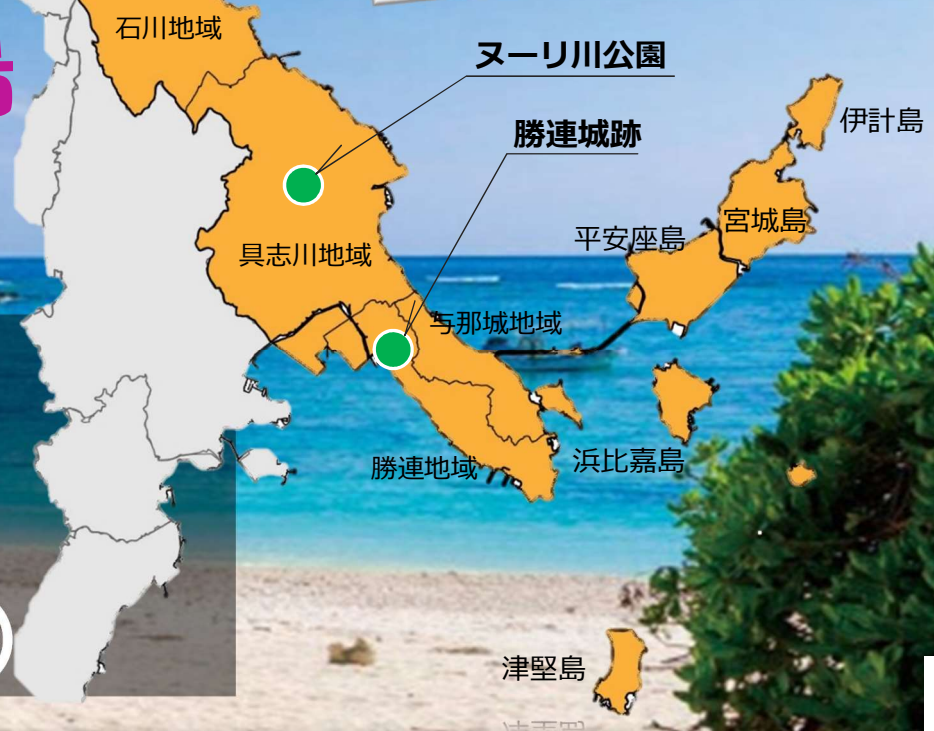 石川地域
ヌーリ川公園
伊計島
勝連城跡
宮城島
平安座島
具志川地域
与那城地域
浜比嘉島
勝連地域
津堅島